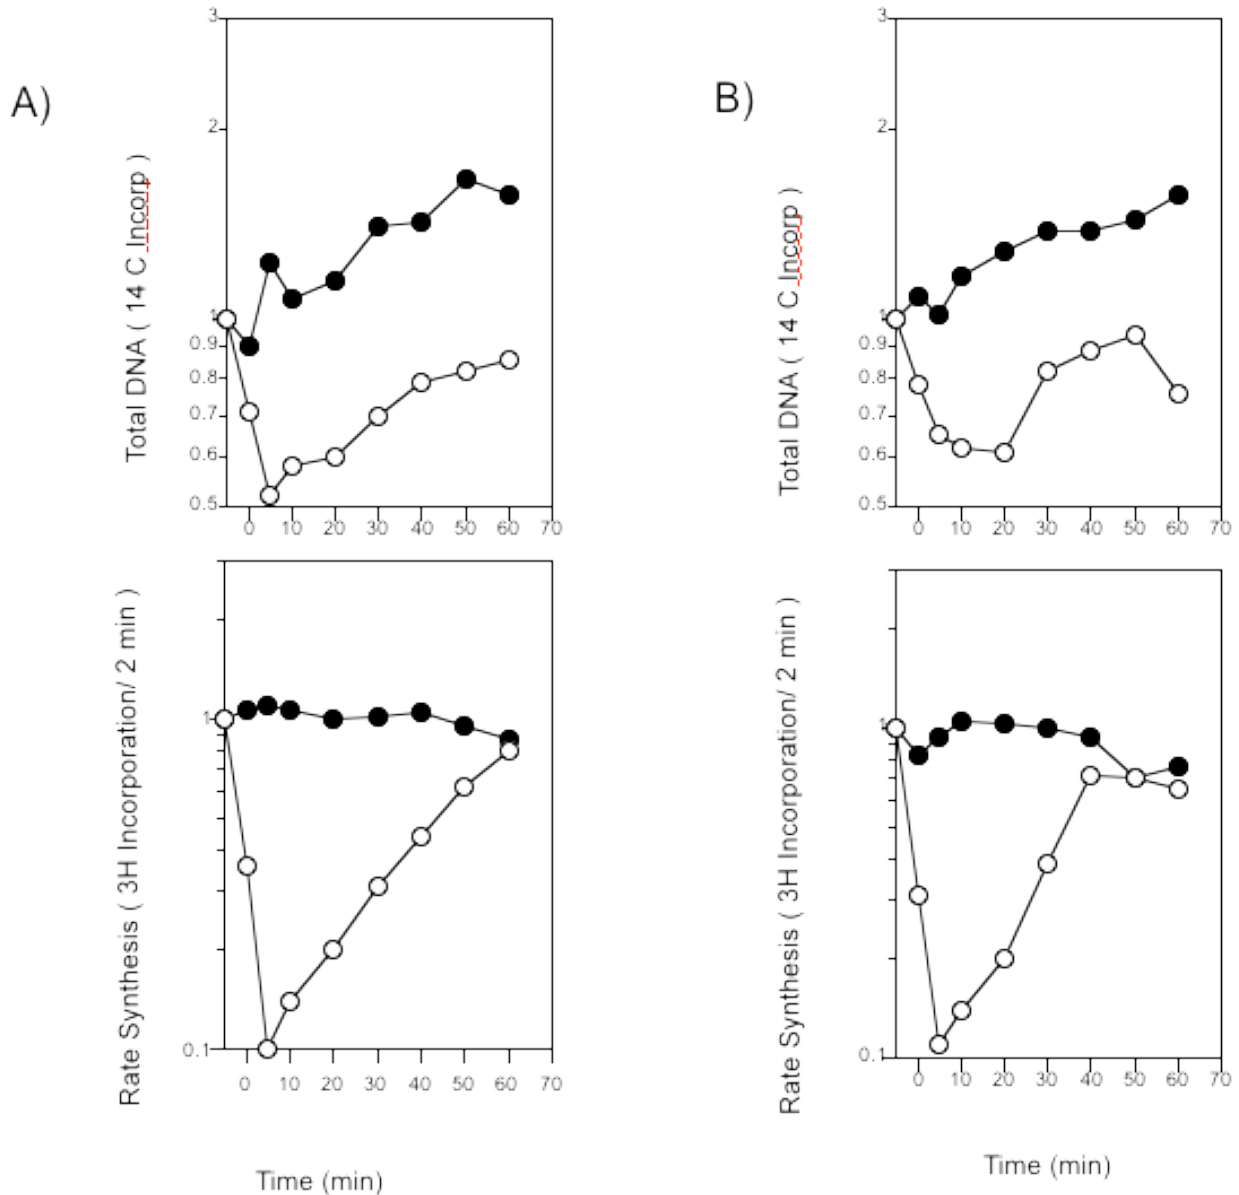 A)
Total DNA ( 14 C Incorp )
3
2
1
0.9
0.8
0.7
0.6
0.5
0 10 20 30 40 50 60 70
B)
Total DNA ( 14 C Incorp )
3
2
1
0.9
0.8
0.7
0.6
0.5
0 10 20 30 40 50 60 70
Rate Synthesis ( 3H Incorporation/ 2 min )
1
0.1
0 10 20 30 40 50 60 70
Time (min)
Rate Synthesis ( 3H Incorporation/ 2 min )
1
0.1
0 10 20 30 40 50 60 70
Time (min)